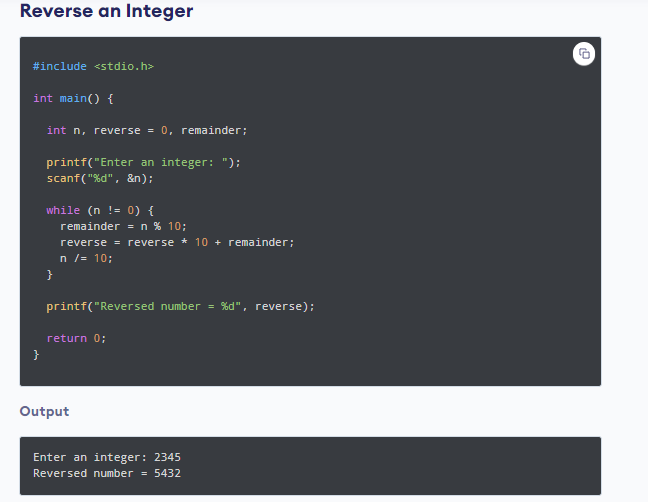 Reverse an Integer
#include <stdio.h>
int main() {
  int n, reverse = 0, remainder;
  printf("Enter an integer: ");
  scanf("%d", &n);
  while (n != 0) {
    remainder = n % 10;
    reverse = reverse * 10 + remainder;
    n /= 10;
  }
  printf("Reversed number = %d", reverse);
  return 0;
}
Output
Enter an integer: 2345
Reversed number = 5432